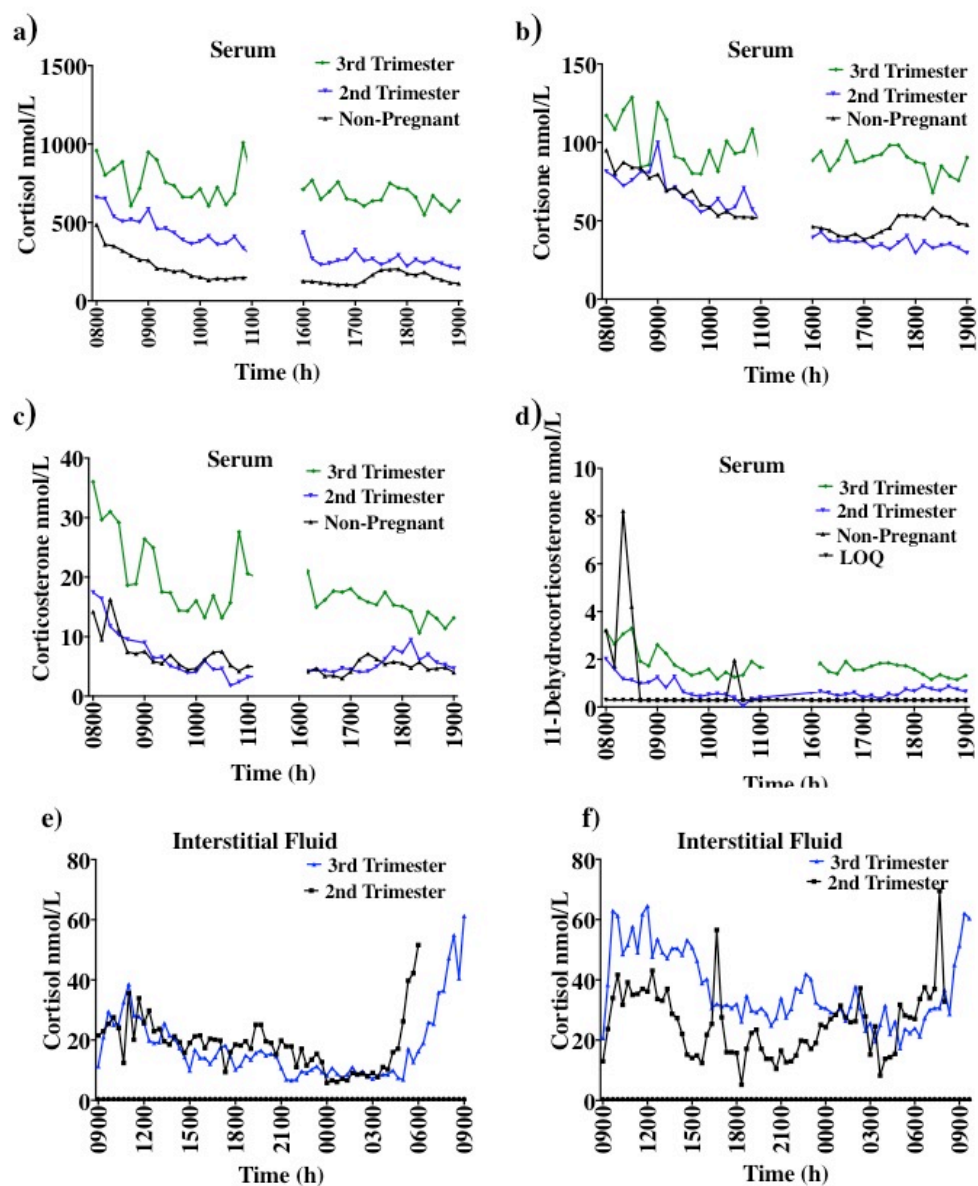 a)
Serum
1500
1000
500
0
Cortisol nmol/L
3rd Trimester
2nd Trimester
Non-Pregnant
0800
0900
1000
1100
1600
1700
1800
1900
Time (h)
b)
Serum
150
100
50
0
Cortisone nmol/L
3rd Trimester
2nd Trimester
Non-Pregnant
0800
0900
1000
1100
1600
1700
1800
1900
Time (h)
c)
Serum
40
30
20
10
0
Corticosterone nmol/L
3rd Trimester
2nd Trimester
Non-Pregnant
0800
0900
1000
1100
1600
1700
1800
1900
Time (h)
d)
Serum
10
8
6
4
2
0
11-Dehydrocorticosterone nmol/L
3rd Trimester
2nd Trimester
Non-Pregnant
LOQ
0800
0900
1000
1100
1600
1700
1800
1900
Time (h)
e)
Interstitial Fluid
80
60
40
20
0
Cortisol nmol/L
3rd Trimester
2nd Trimester
0900
1200
1500
1800
2100
0000
0300
0600
0900
Time (h)
f)
Interstitial Fluid
80
60
40
20
0
Cortisol nmol/L
3rd Trimester
2nd Trimester
0900
1200
1500
1800
2100
0000
0300
0600
0900
Time (h)